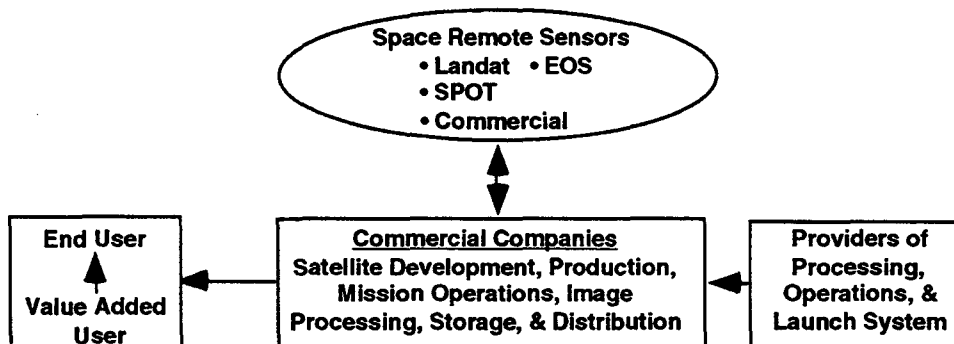 Space Remote Sensors
• Landat • EOS
• SPOT
• Commercial
End User
Value Added
User
Commercial Companies
Satellite Development, Production,
Mission Operations, Image
Processing, Storage, & Distribution
Providers of
Processing,
Operations, &
Launch System